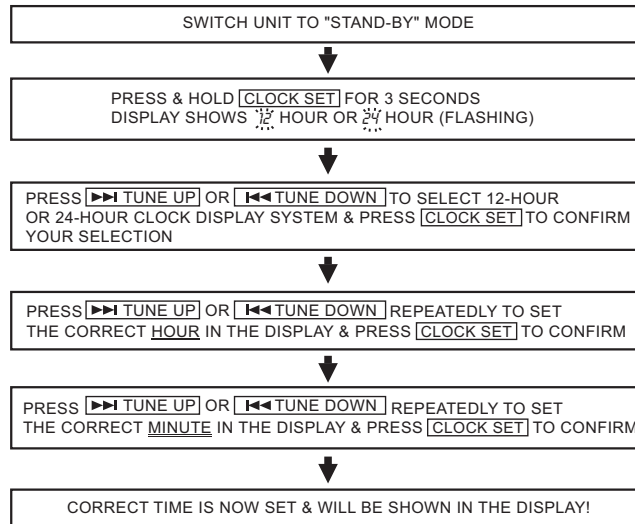 SWITCH UNIT TO "STAND-BY" MODE
PRESS & HOLD CLOCK SET FOR 3 SECONDS
DISPLAY SHOWS 12 HOUR OR 24 HOUR (FLASHING)
PRESS ▶▶I TUNE UP OR I◀◀ TUNE DOWN TO SELECT 12-HOUR
OR 24-HOUR CLOCK DISPLAY SYSTEM & PRESS CLOCK SET TO CONFIRM
YOUR SELECTION
PRESS ▶▶I TUNE UP OR I◀◀ TUNE DOWN REPEATEDLY TO SET
THE CORRECT HOUR IN THE DISPLAY & PRESS CLOCK SET TO CONFIRM
PRESS ▶▶I TUNE UP OR I◀◀ TUNE DOWN REPEATEDLY TO SET
THE CORRECT MINUTE IN THE DISPLAY & PRESS CLOCK SET TO CONFIRM
CORRECT TIME IS NOW SET & WILL BE SHOWN IN THE DISPLAY!